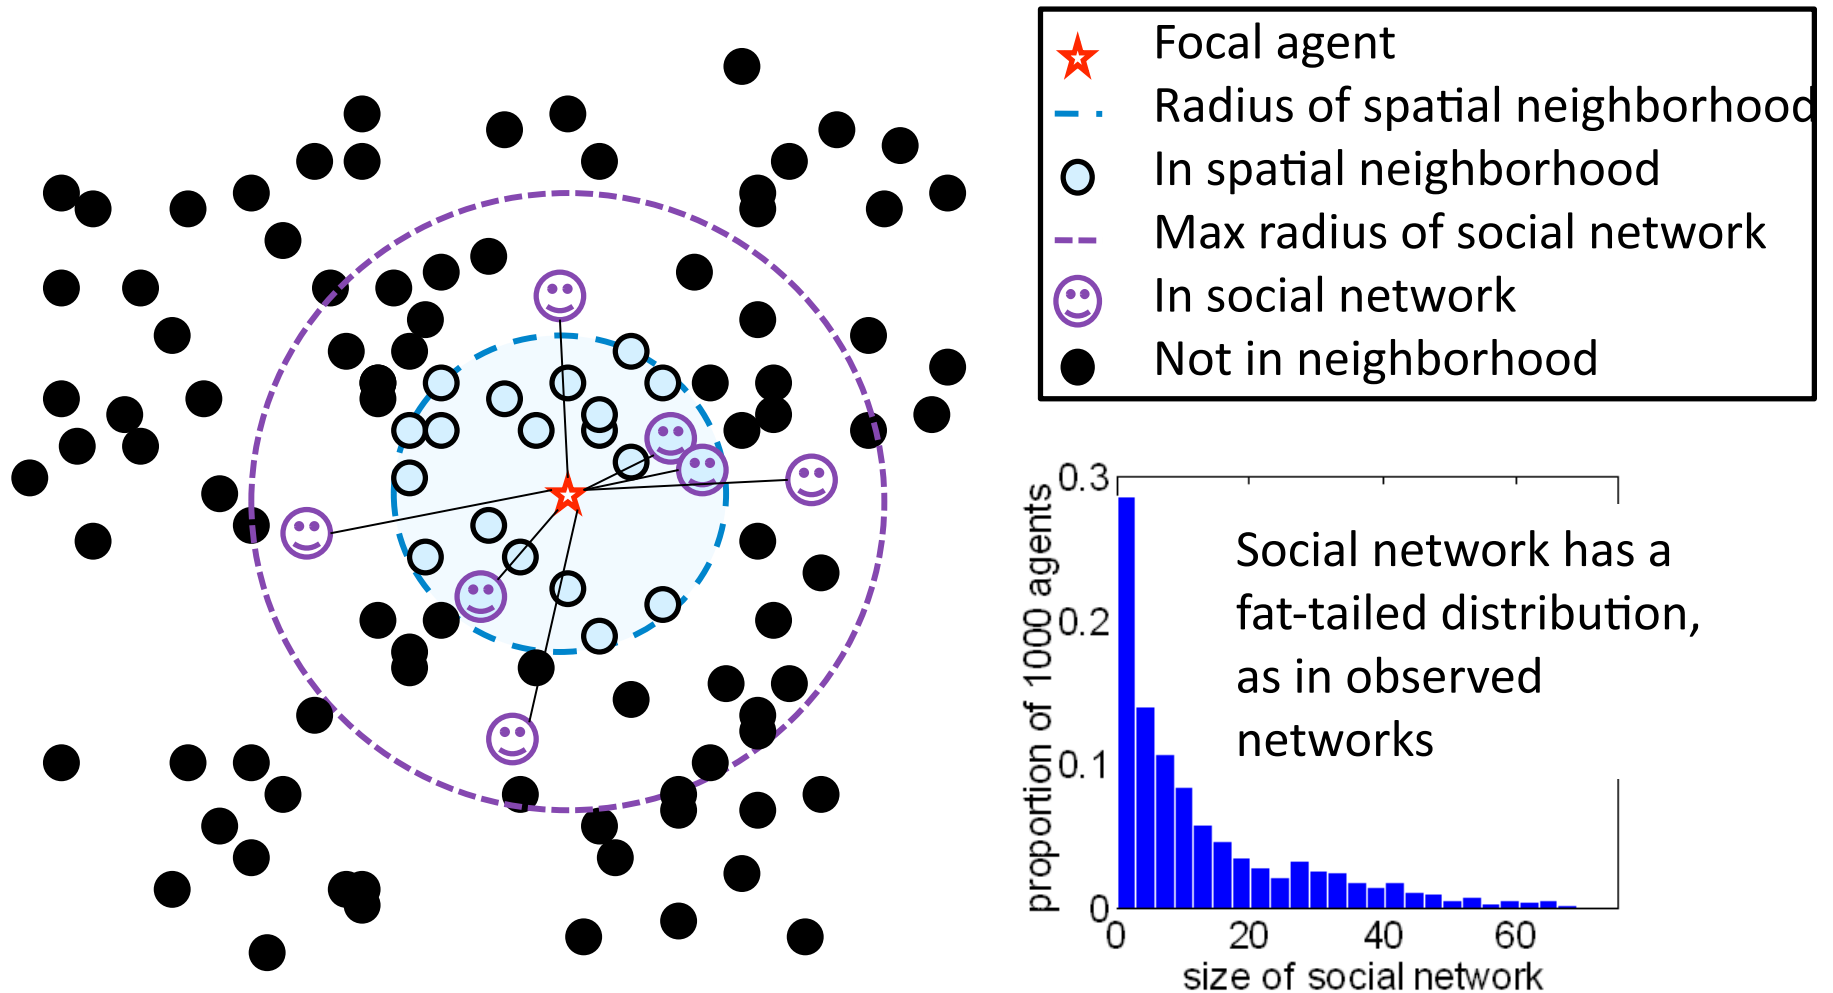 Focal agent
Radius of spatial neighborhood
In spatial neighborhood
Max radius of social network
In social network
Not in neighborhood
0.3
0.2
0.1
0
proportion of 1000 agents
Social network has a
fat-tailed distribution,
as in observed
networks
0 20 40 60
size of social network